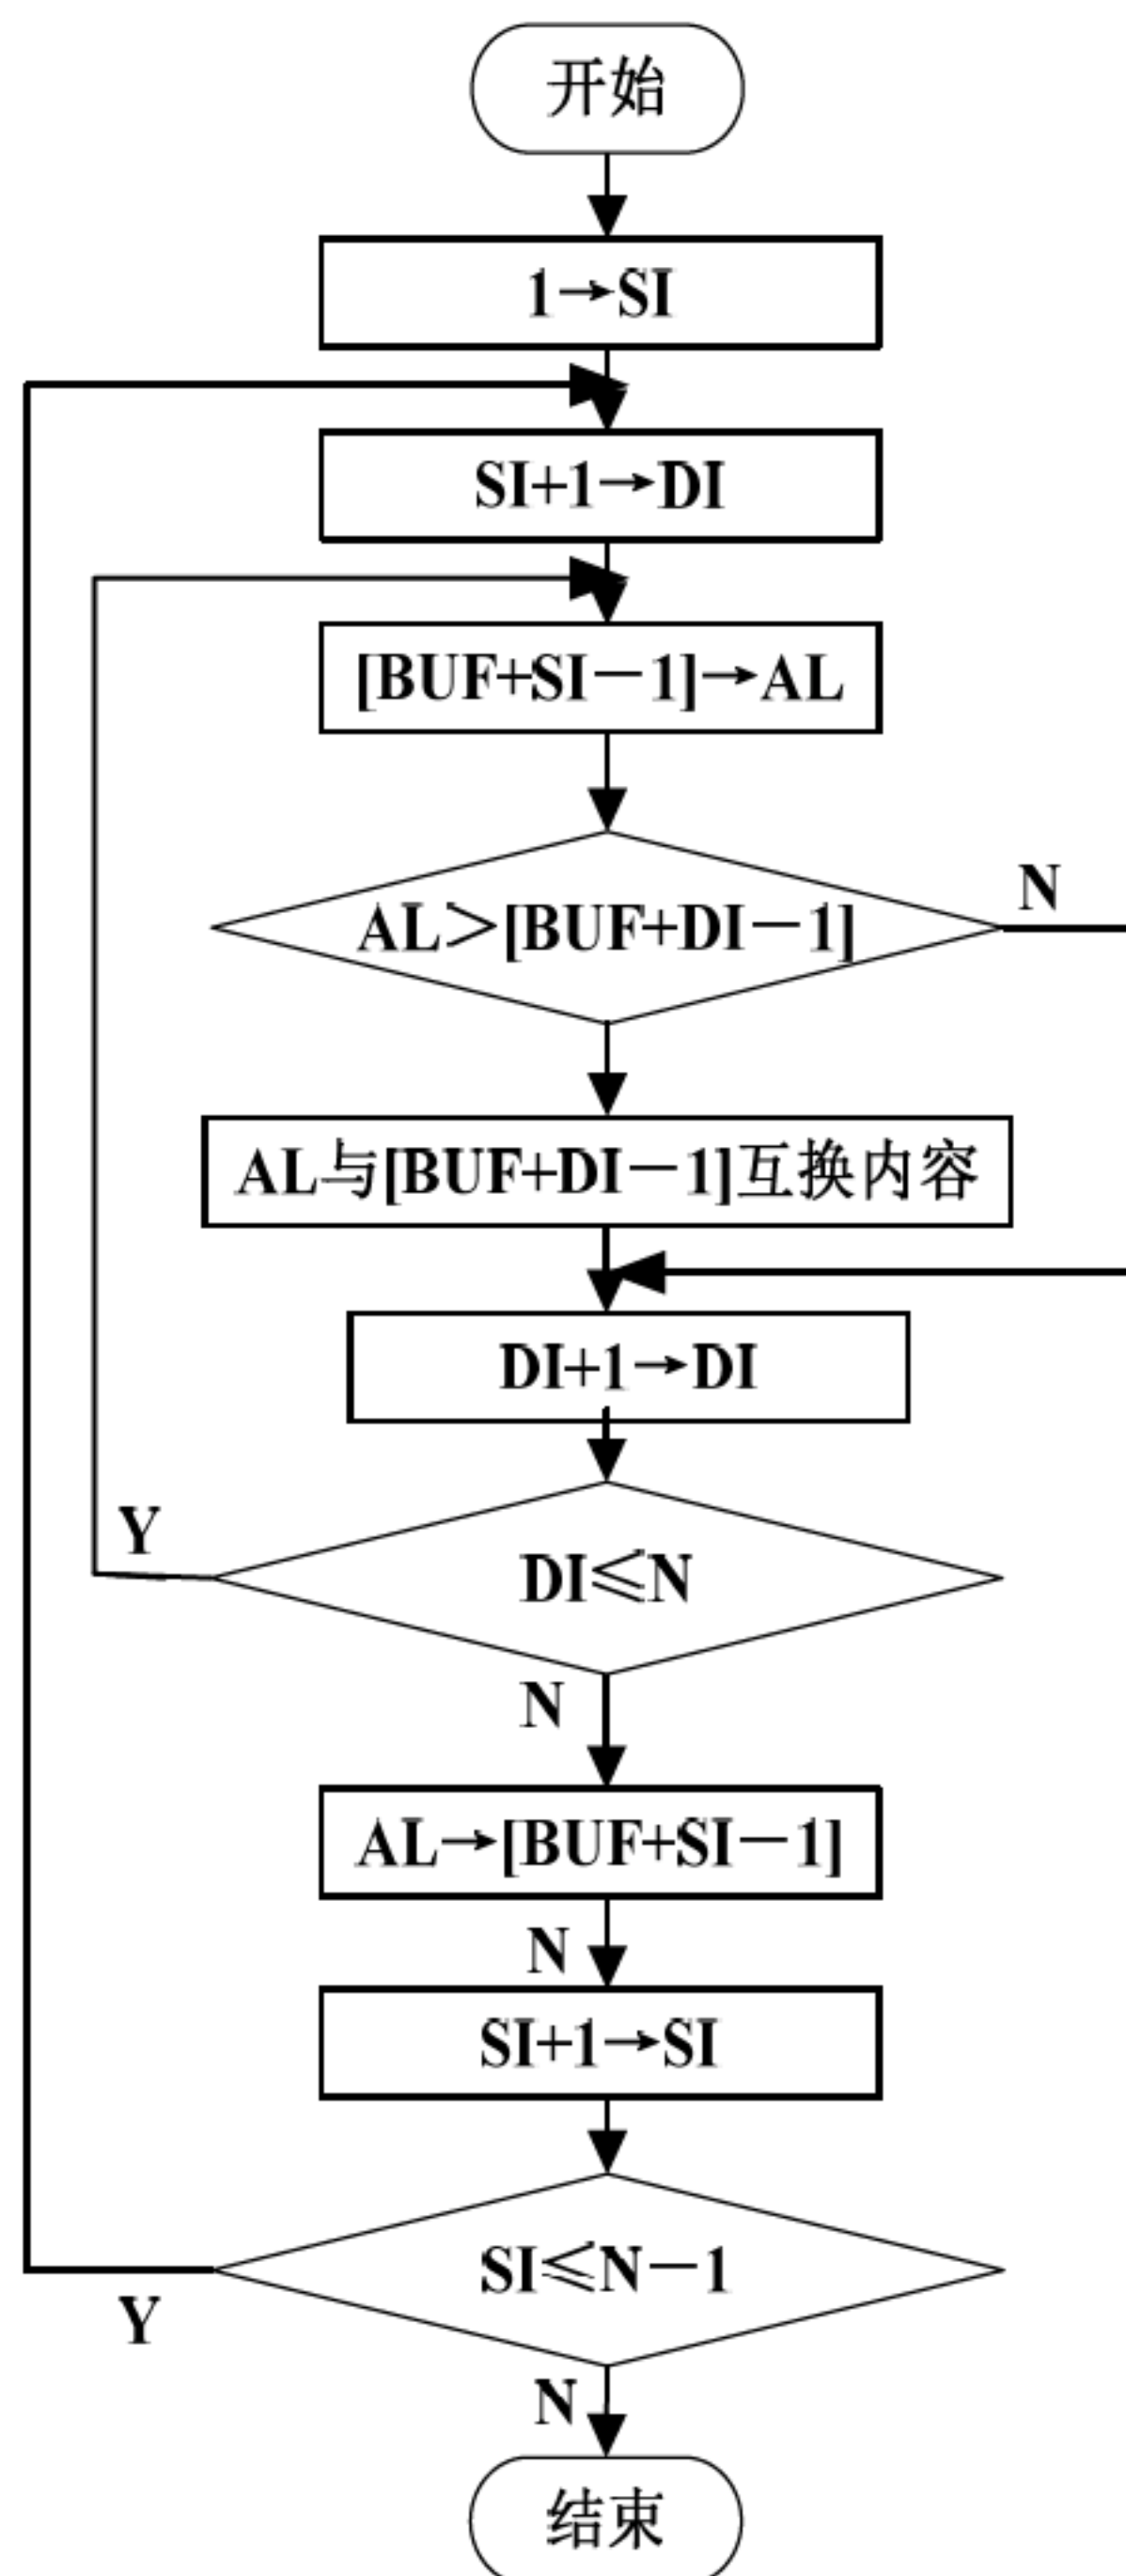 开始
1→SI
SI+1→DI
[BUF+SI－1]→AL
AL＞[BUF+DI－1]
N
AL与[BUF+DI－1]互换内容
DI+1→DI
Y
DI≤N
N
AL→[BUF+SI－1]
N
SI+1→SI
SI≤N－1
Y
N
结束